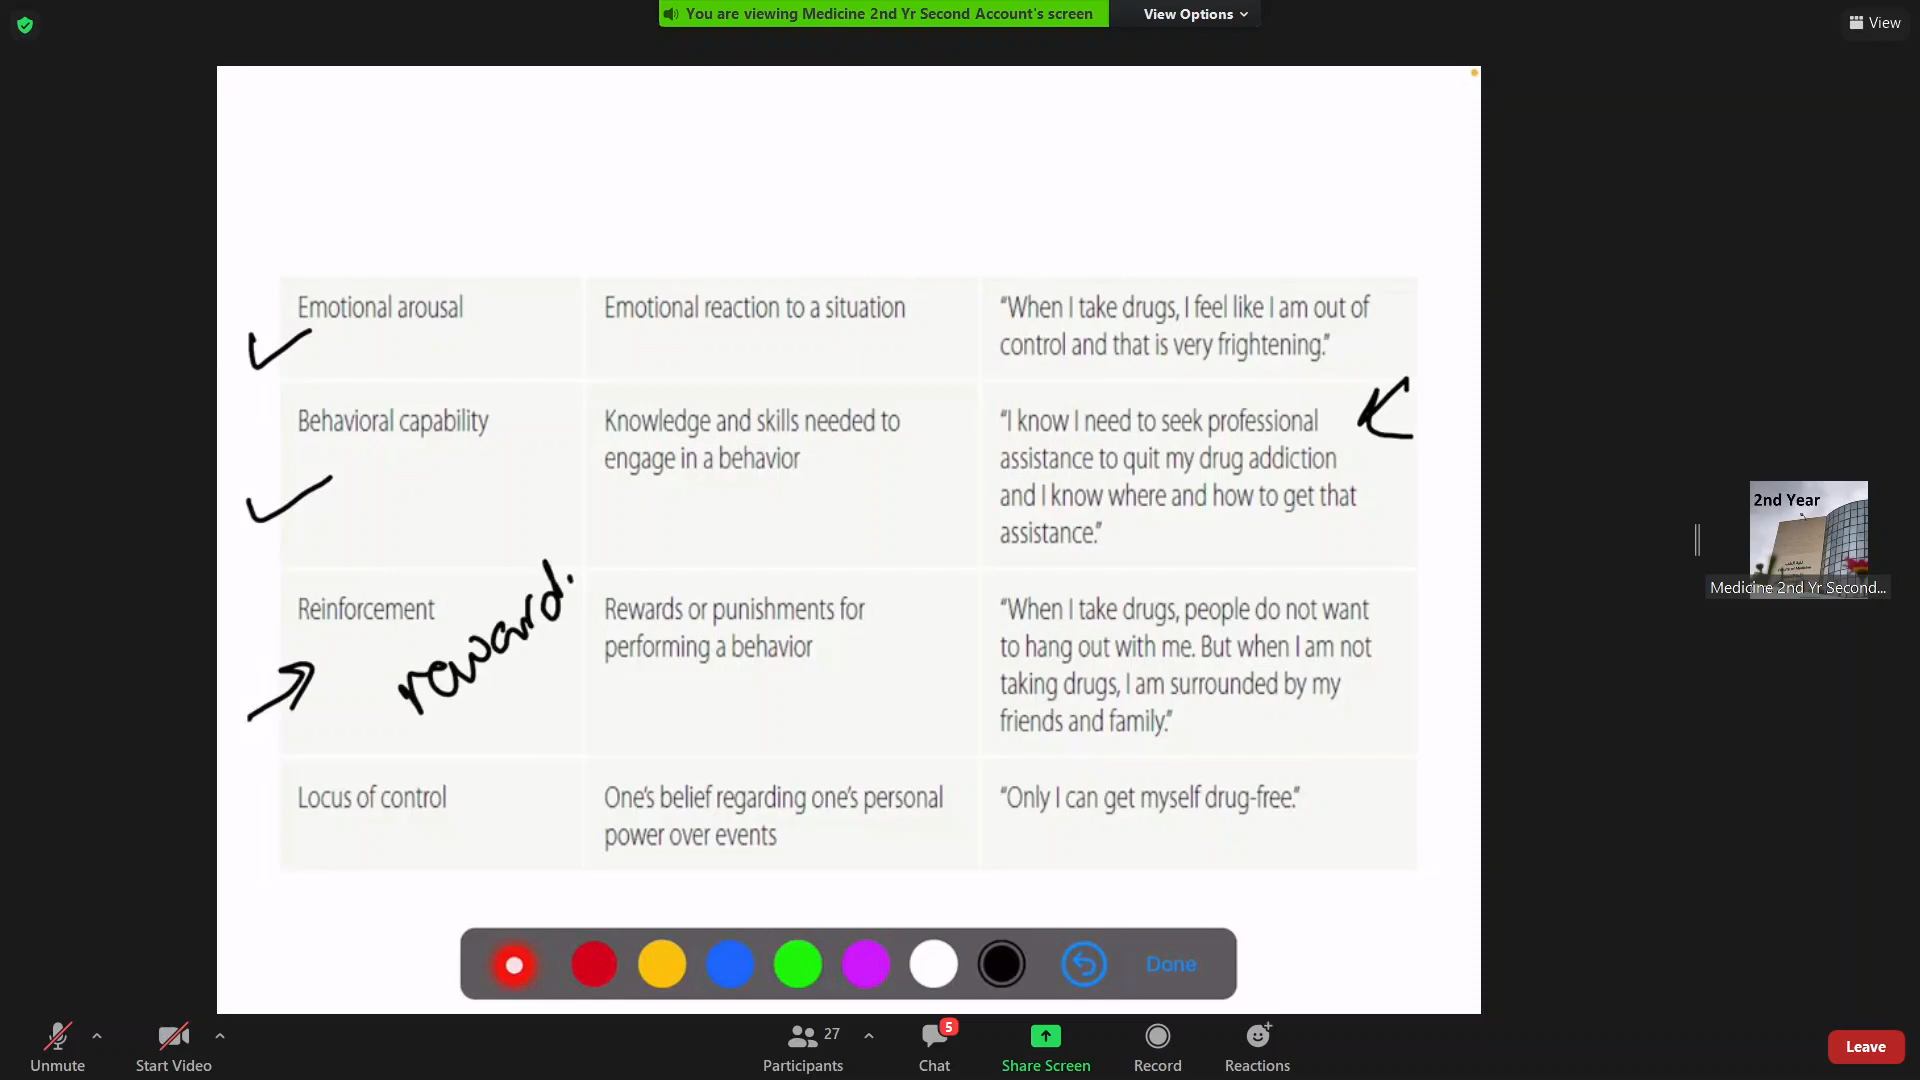 You are viewing Medicine 2nd Yr Second Account's screen
View Options
View
Emotional arousal
Emotional reaction to a situation
“When I take drugs, I feel like I am out of
control and that is very frightening.”
Behavioral capability
Knowledge and skills needed to
engage in a behavior
“I know I need to seek professional
assistance to quit my drug addiction
and I know where and how to get that
assistance.”
Reinforcement
reward.
Rewards or punishments for
performing a behavior
“When I take drugs, people do not want
to hang out with me. But when I am not
taking drugs, I am surrounded by my
friends and family.”
Locus of control
One’s belief regarding one’s personal
power over events
“Only I can get myself drug-free.”
Done
2nd Year
Medicine 2nd Yr Second...
Unmute
Start Video
27
Participants
5
Chat
Share Screen
Record
Reactions
Leave